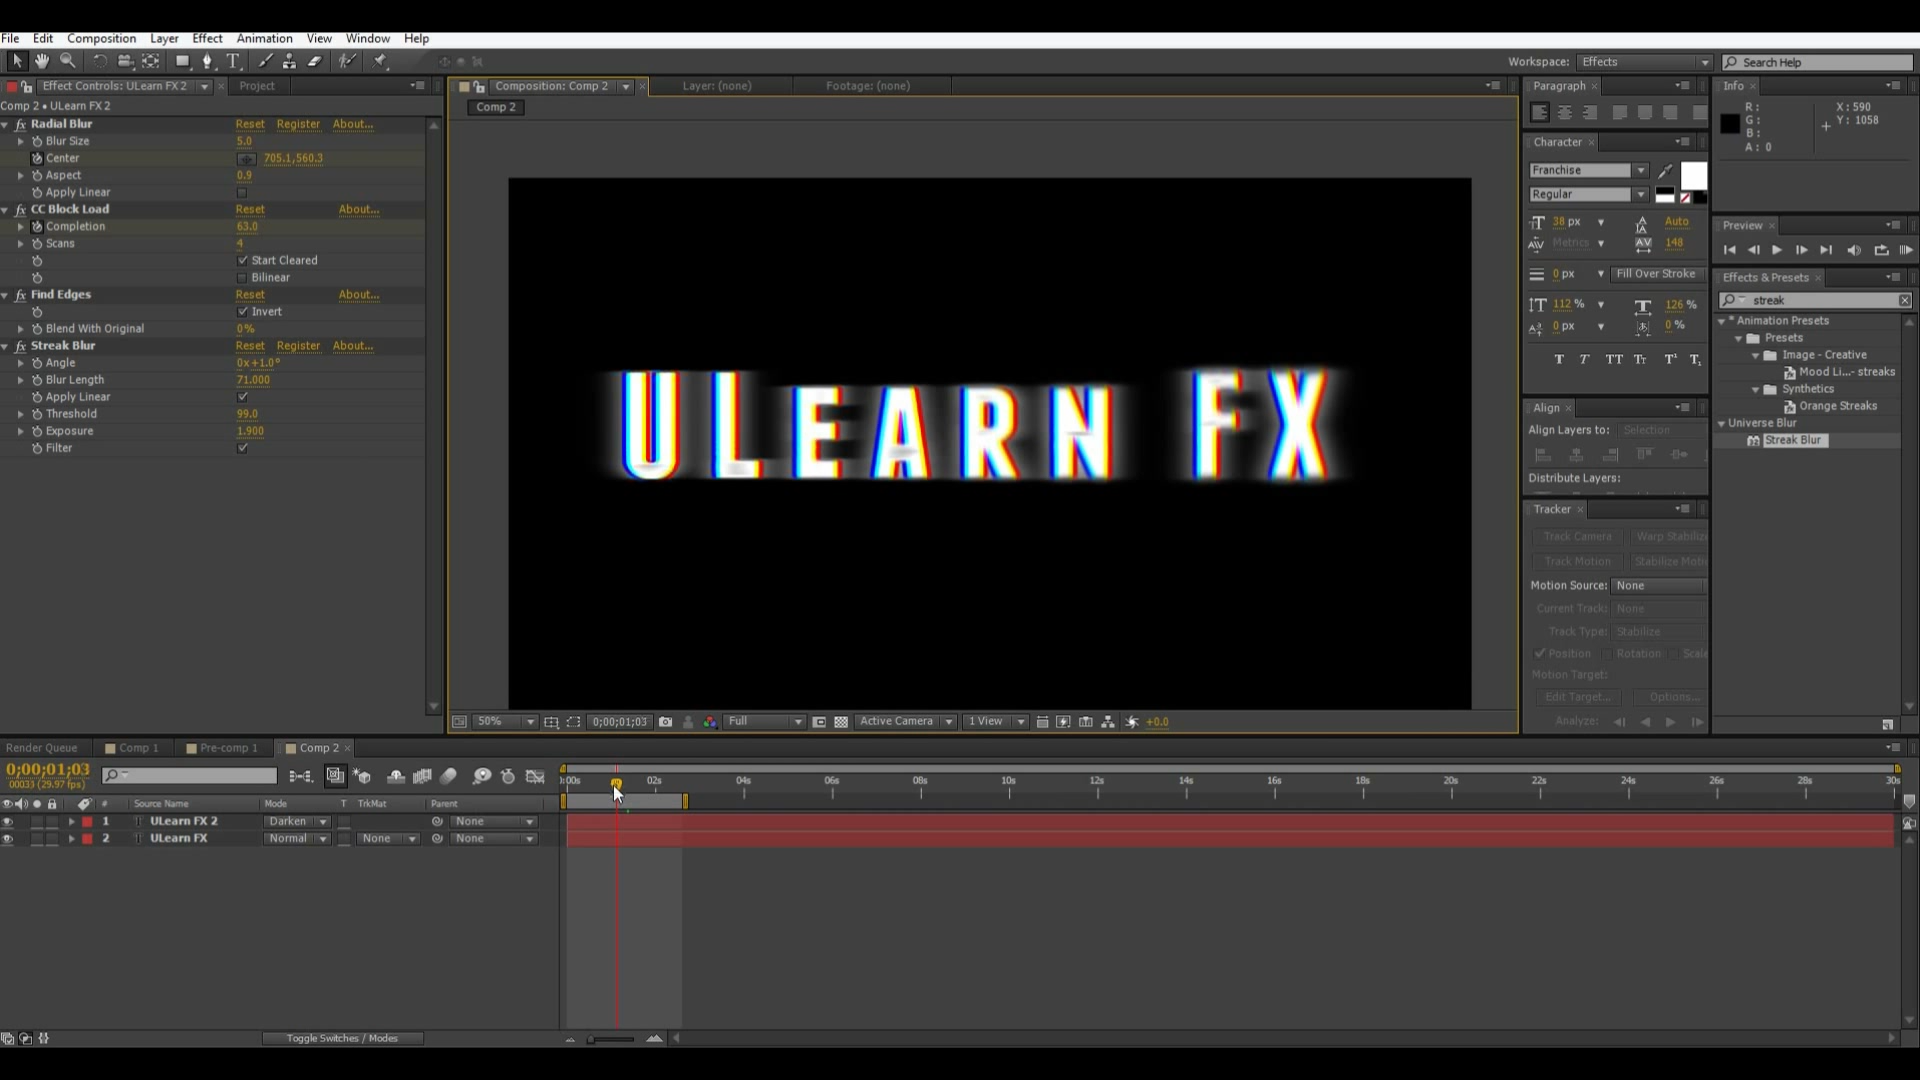 File Edit Composition Layer Effect Animation View Window Help
Workspace: Effects Search Help
Effect Controls: ULearn FX 2 Project
Comp 2 • ULearn FX 2
Radial Blur Reset Register About...
Blur Size 5.0
Center 705.1,560.3
Aspect 0.9
Apply Linear
CC Block Load Reset About...
Completion 63.0
Scans 4
Start Cleared
Bilinear
Find Edges Reset About...
Invert
Blend With Original 0%
Streak Blur Reset Register About...
Angle 0x+1.0°
Blur Length 71.000
Apply Linear
Threshold 99.0
Exposure 1.900
Filter
Composition: Comp 2 Layer: (none) Footage: (none)
Comp 2
ULEARN FX
50% 0;00;01;03 Full Active Camera 1 View +0.0
Paragraph
Character
Franchise
Regular
38 px Auto
Metrics 148
0 px Fill Over Stroke
112 % 126 %
0 px 0 %
T T TT Tr T¹ T₁
Align
Align Layers to: Selection
Distribute Layers:
Tracker
Track Camera Warp Stabilize
Track Motion Stabilize Moti
Motion Source: None
Current Track: None
Track Type: Stabilize
Position Rotation Scale
Motion Target:
Edit Target... Options...
Analyze:
Info
R: X: 590
G: Y: 1058
B:
A: 0
Preview
Effects & Presets
streak
* Animation Presets
Presets
Image - Creative
Mood Li...- streaks
Synthetics
Orange Streaks
Universe Blur
Streak Blur
Render Queue Comp 1 Pre-comp 1 Comp 2
0;00;01;03
00033 (29.97 fps)
# Source Name Mode T TrkMat Parent
1 ULearn FX 2 Darken None
2 ULearn FX Normal None None
:00s 02s 04s 06s 08s 10s 12s 14s 16s 18s 20s 22s 24s 26s 28s 30s
Toggle Switches / Modes